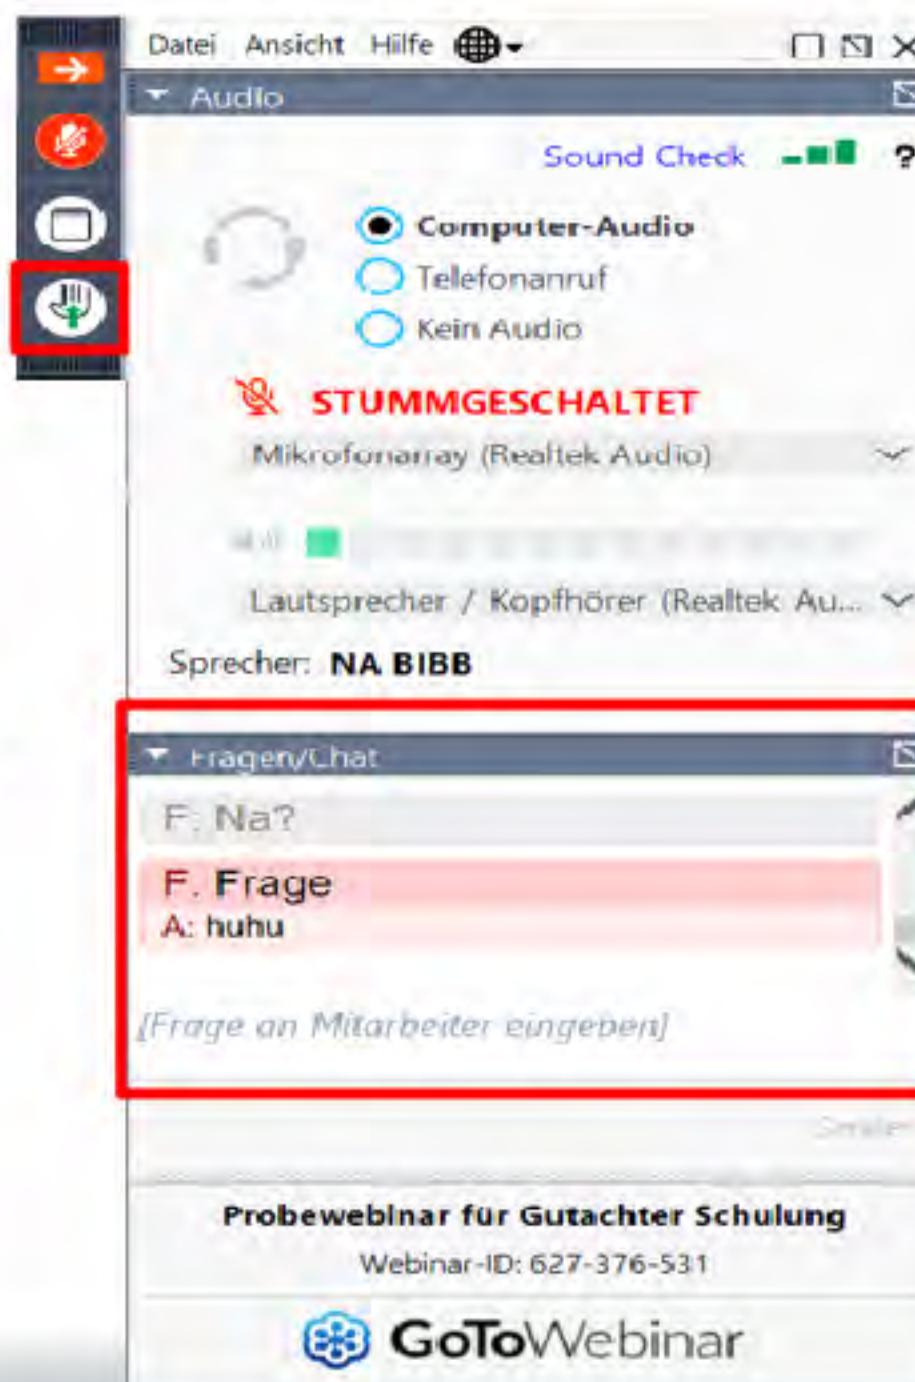 Datei Ansicht Hilfe
Audio
Sound Check ?
Computer-Audio
Telefonanruf
Kein Audio
STUMMGESCHALTET
Mikrofonarray (Realtek Audio)
Lautsprecher / Kopfhörer (Realtek Au...
Sprecher: NA BIBB
Fragen/Chat
F: Na?
F: Frage
A: huhu
[Frage an Mitarbeiter eingeben]
Probewebinar für Gutachter Schulung
Webinar-ID: 627-376-531
GoToWebinar